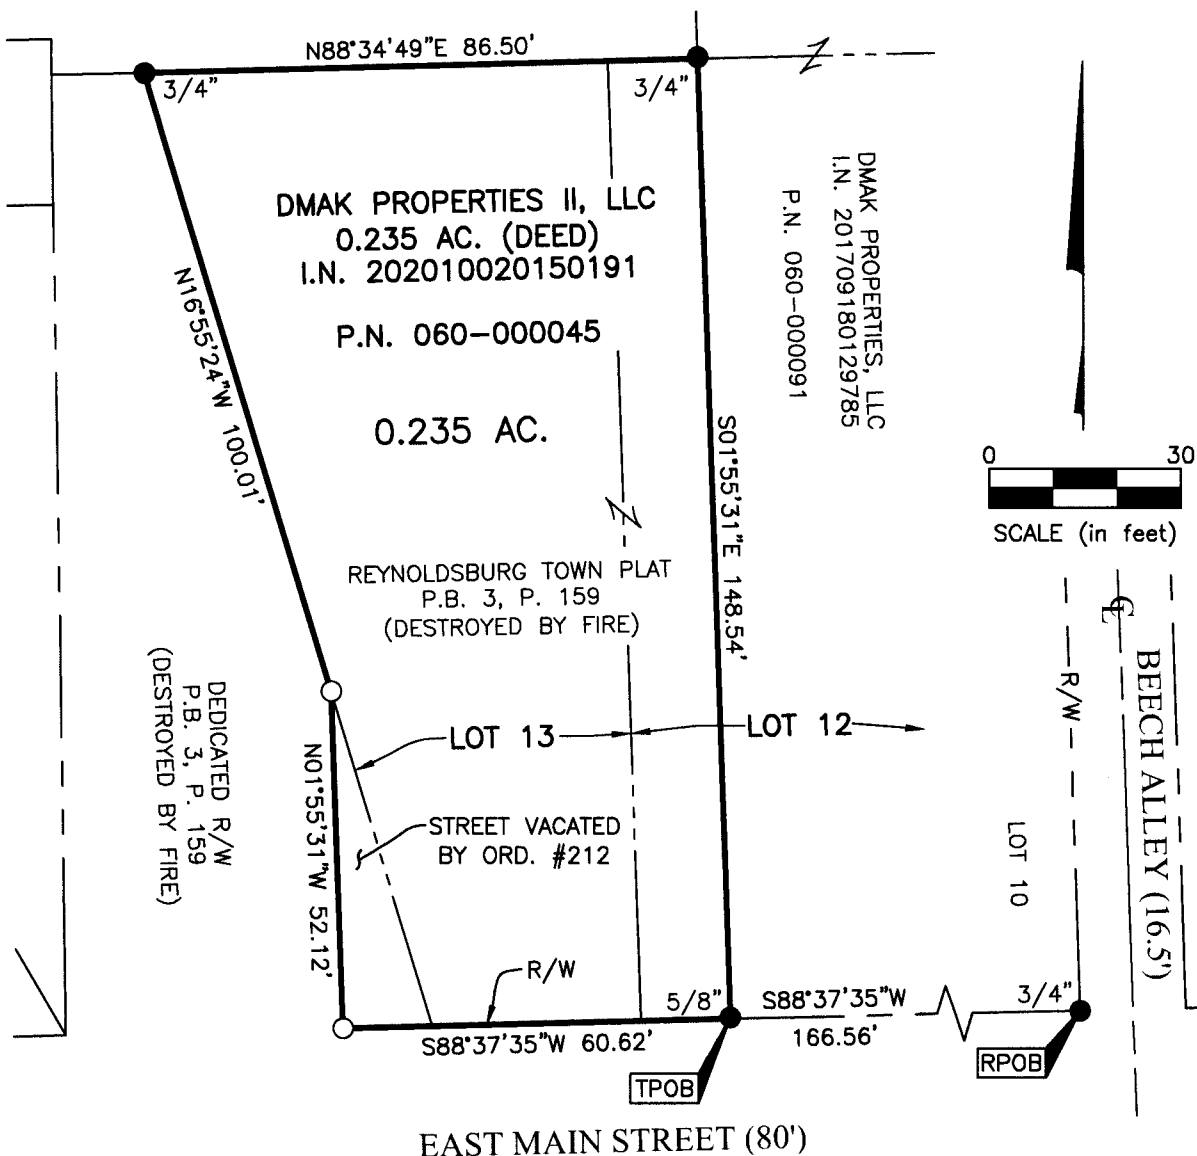 N88°34'49"E 86.50'
3/4"
3/4"
DMAK PROPERTIES II, LLC
0.235 AC. (DEED)
I.N. 202010020150191
P.N. 060-000045
0.235 AC.
N16°55'24"W 100.01'
S01°55'31"E 148.54'
DMAK PROPERTIES, LLC
I.N. 201709180129785
P.N. 060-000091
0 30
SCALE (in feet)
REYNOLDSBURG TOWN PLAT
P.B. 3, P. 159
(DESTROYED BY FIRE)
DEDICATED R/W
P.B. 3, P. 159
(DESTROYED BY FIRE)
LOT 13
LOT 12
N01°55'31"W 52.12'
STREET VACATED
BY ORD. #212
R/W
LOT 10
R/W
CL
BEECH ALLEY (16.5')
5/8"
S88°37'35"W
166.56'
3/4"
S88°37'35"W 60.62'
TPOB
RPOB
EAST MAIN STREET (80')